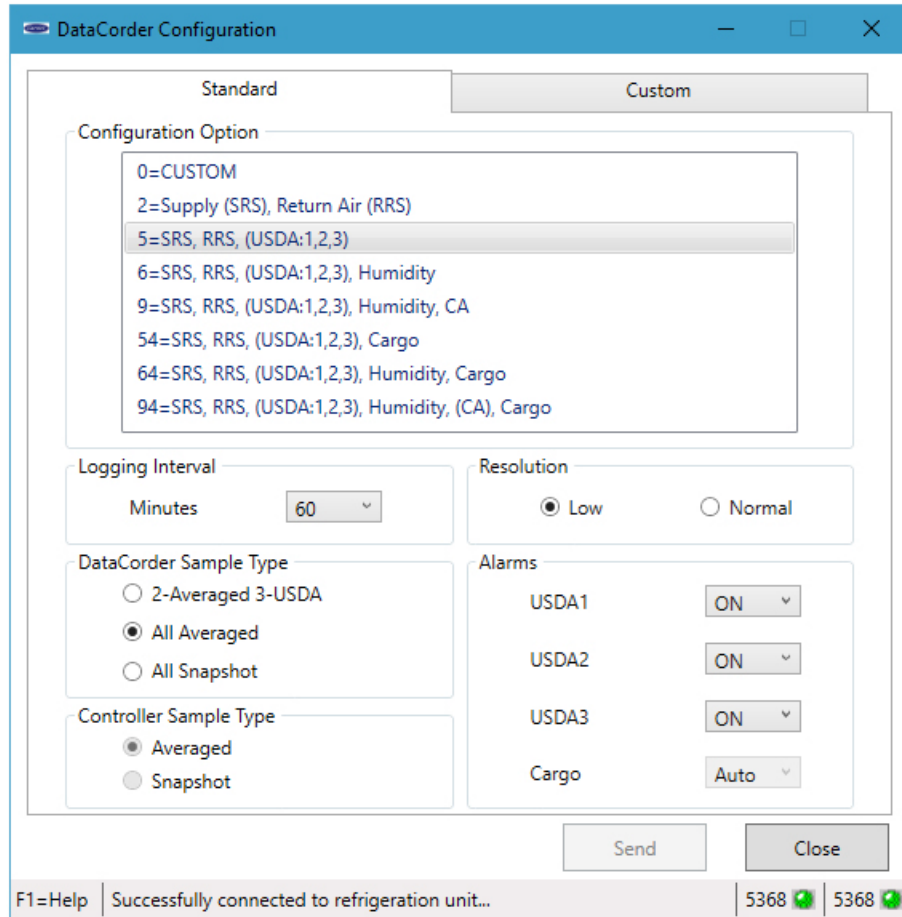 DataCorder Configuration
Standard
Custom
Configuration Option
0=CUSTOM
2=Supply (SRS), Return Air (RRS)
5=SRS, RRS, (USDA:1,2,3)
6=SRS, RRS, (USDA:1,2,3), Humidity
9=SRS, RRS, (USDA:1,2,3), Humidity, CA
54=SRS, RRS, (USDA:1,2,3), Cargo
64=SRS, RRS, (USDA:1,2,3), Humidity, Cargo
94=SRS, RRS, (USDA:1,2,3), Humidity, (CA), Cargo
Logging Interval
Minutes 60
Resolution
Low Normal
DataCorder Sample Type
2-Averaged 3-USDA
All Averaged
All Snapshot
Controller Sample Type
Averaged
Snapshot
Alarms
USDA1 ON
USDA2 ON
USDA3 ON
Cargo Auto
Send Close
F1=Help Successfully connected to refrigeration unit... 5368 5368